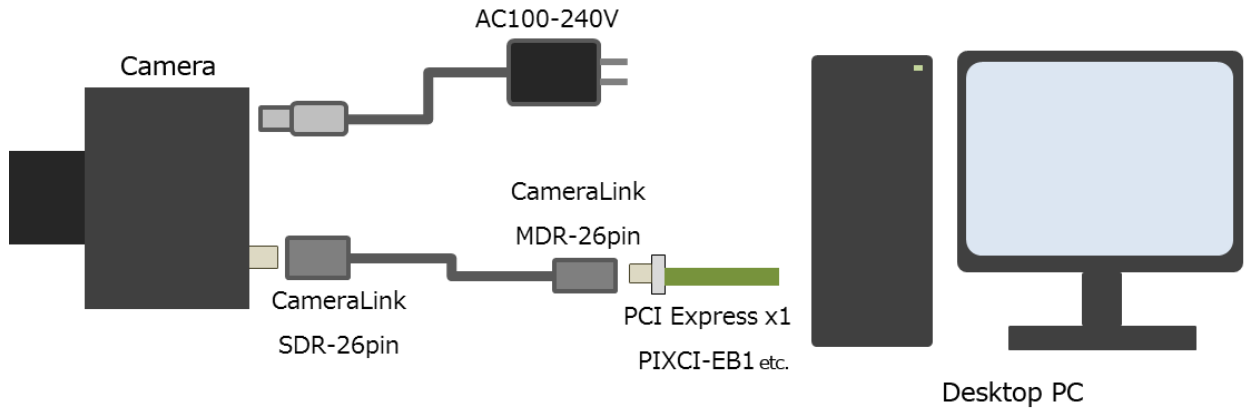 AC100-240V
Camera
CameraLink
MDR-26pin
CameraLink
SDR-26pin
PCI Express x1
PIXCI-EB1 etc.
Desktop PC